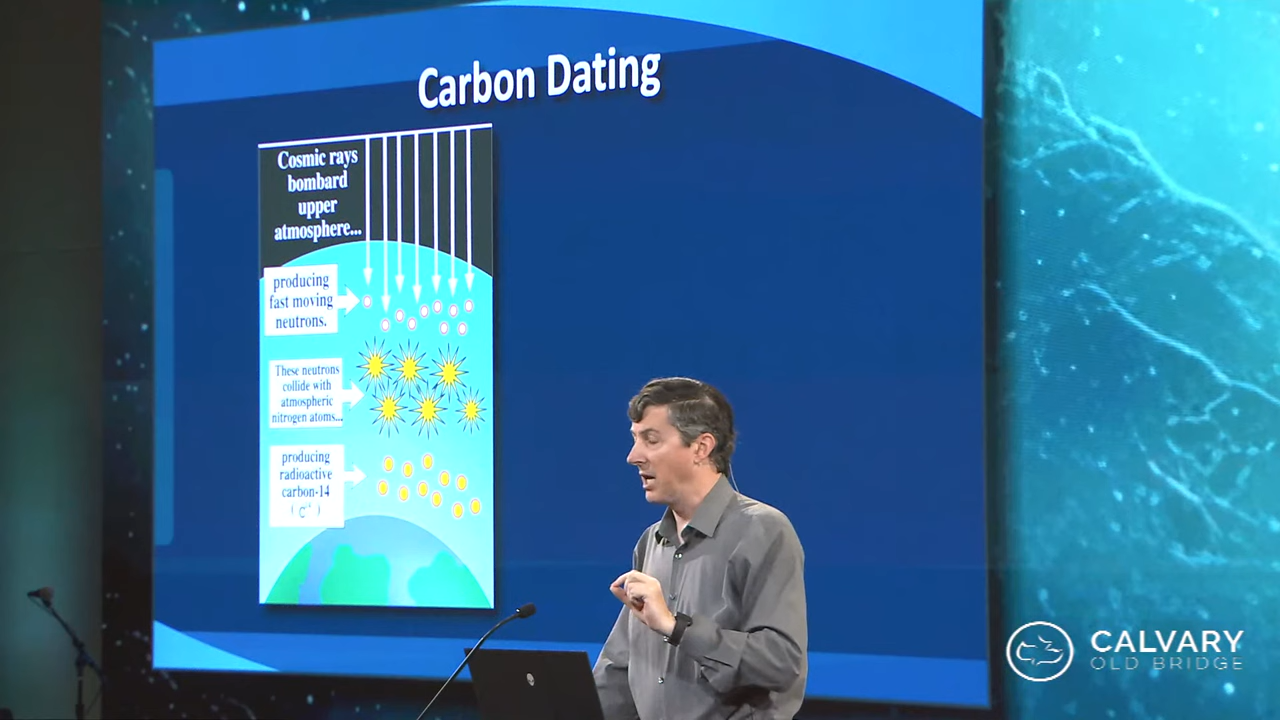 Carbon Dating
Cosmic rays
bombard
upper
atmosphere...
producing
fast moving
neutrons.
These neutrons
collide with
atmospheric
nitrogen atoms...
producing
radioactive
carbon-14
CALVARY
OLD BRIDGE